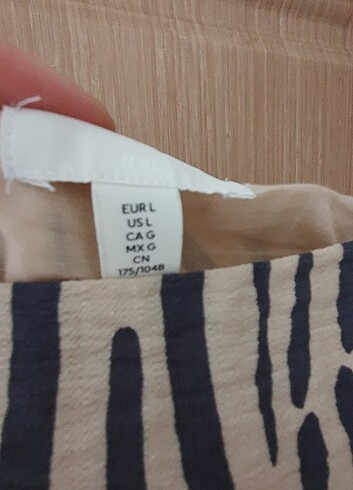 EUR L
US L
CA G
MX G
CN
175/104B